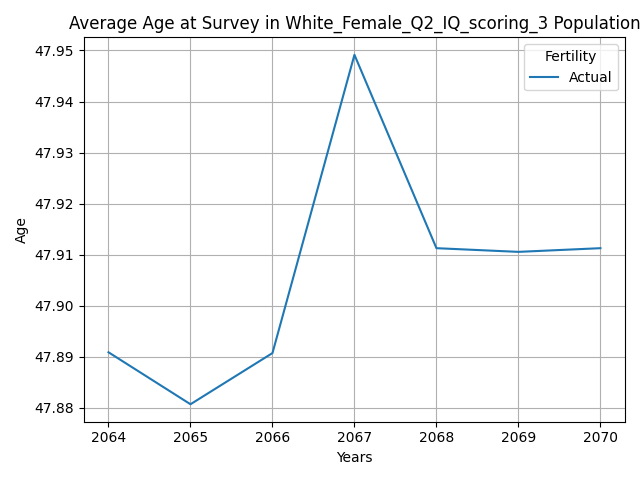 Average Age at Survey in White_Female_Q2_IQ_scoring_3 Population
Fertility
Actual
47.95
47.94
47.93
47.92
47.91
47.90
47.89
47.88
Age
2064 2065 2066 2067 2068 2069 2070
Years